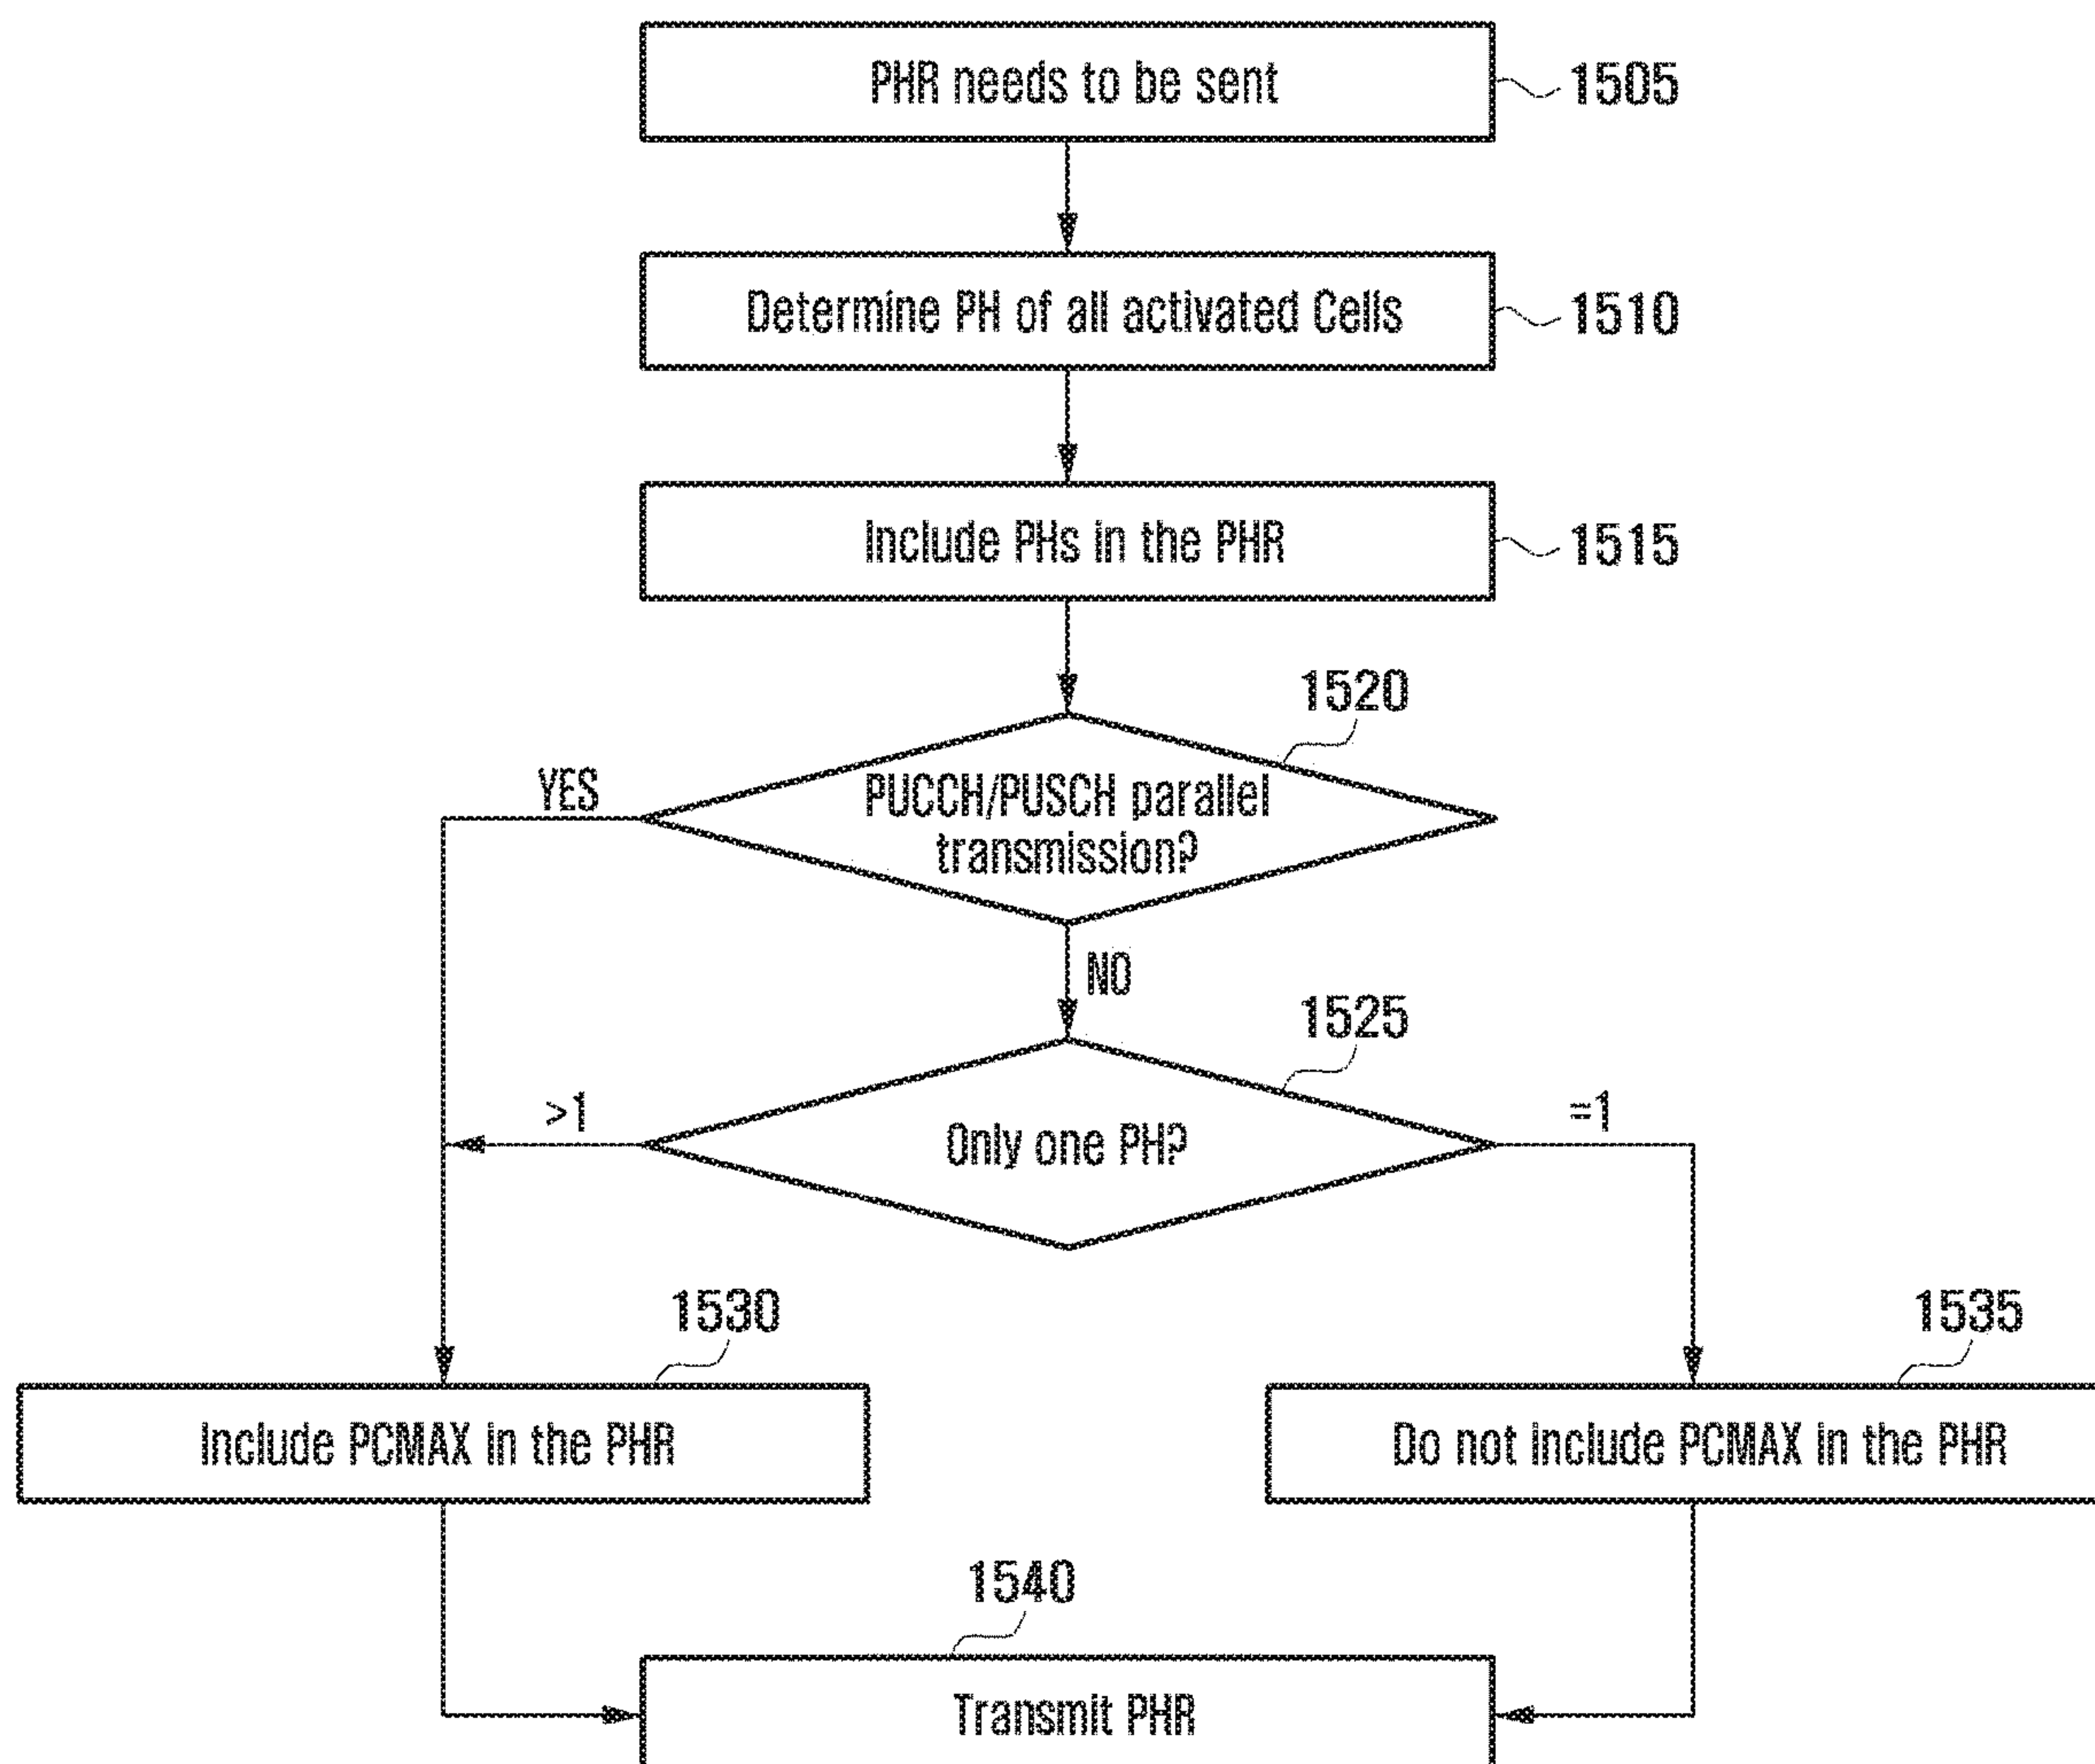 PHR needs to be sent
1505
Determine PH of all activated Cells
1510
Include PHs in the PHR
1515
1520
YES
PUCCH/PUSCH parallel
transmission?
NO
1525
>1
Only one PH?
=1
1530
1535
Include PCMAX in the PHR
Do not include PCMAX in the PHR
1540
Transmit PHR